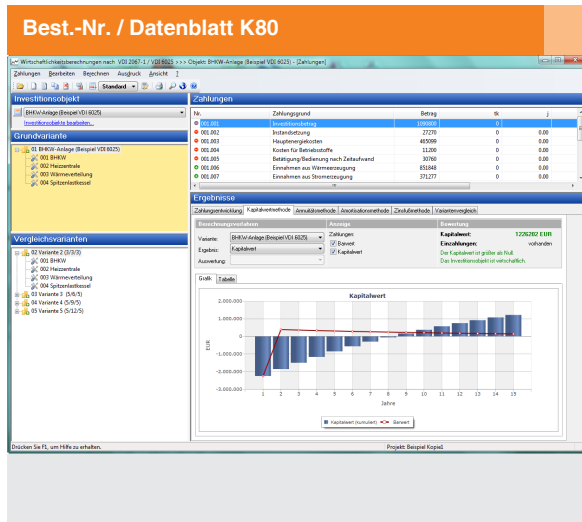 Best.-Nr. / Datenblatt K80
Wirtschaftlichkeitsberechnungen nach VDI 2067-1 / VDI 6025 >>> Objekt: BHKW-Anlage (Beispiel VDI 6025) - [Zahlungen]
Zahlungen Bearbeiten Berechnen Ausdruck Ansicht ?
Standard
Investitionsobjekt
BHKW-Anlage (Beispiel VDI 6025)
Investitionsobjekte bearbeiten...
Grundvariante
01 BHKW-Anlage (Beispiel VDI 6025)
001 BHKW
002 Heizzentrale
003 Wärmeverteilung
004 Spitzenlastkessel
Vergleichsvarianten
02 Variante 2 (3/3/3)
001 BHKW
002 Heizzentrale
003 Wärmeverteilung
004 Spitzenlastkessel
03 Variante 3 (5/6/5)
04 Variante 4 (5/9/5)
05 Variante 5 (5/12/5)
Zahlungen
Nr. Zahlungsgrund Betrag tk j
001.001 Investitionsbetrag 1098800 0
001.002 Instandsetzung 27270 0 0.00
001.003 Hauptenergiekosten 465099 0 0.00
001.004 Kosten für Betriebsstoffe 11200 0 0.00
001.005 Betätigung/Bedienung nach Zeitaufwand 30760 0 0.00
001.006 Einnahmen aus Wärmeerzeugung 851848 0 0.00
001.007 Einnahmen aus Stromerzeugung 371277 0 0.00
Ergebnisse
Zahlungsentwicklung Kapitalwertmethode Annuitätsmethode Amortisationsmethode Zinsfußmethode Variantenvergleich
Berechnungsverfahren Anzeige Bewertung
Variante: BHKW-Anlage (Beispiel VDI 6025) Zahlungen: Kapitalwert: 1226202 EUR
Ergebnis: Kapitalwert Barwert Einzahlungen: vorhanden
Auswertung: Kapitalwert Der Kapitalwert ist größer als Null.
Das Investitionsobjekt ist wirtschaftlich.
Grafik Tabelle
Kapitalwert
2.000.000
1.000.000
0
-1.000.000
-2.000.000
-3.000.000
EUR
1 2 3 4 5 6 7 8 9 10 11 12 13 14 15
Jahre
Kapitalwert (kumuliert) Barwert
Drücken Sie F1, um Hilfe zu erhalten. Projekt: Beispiel Kopie1